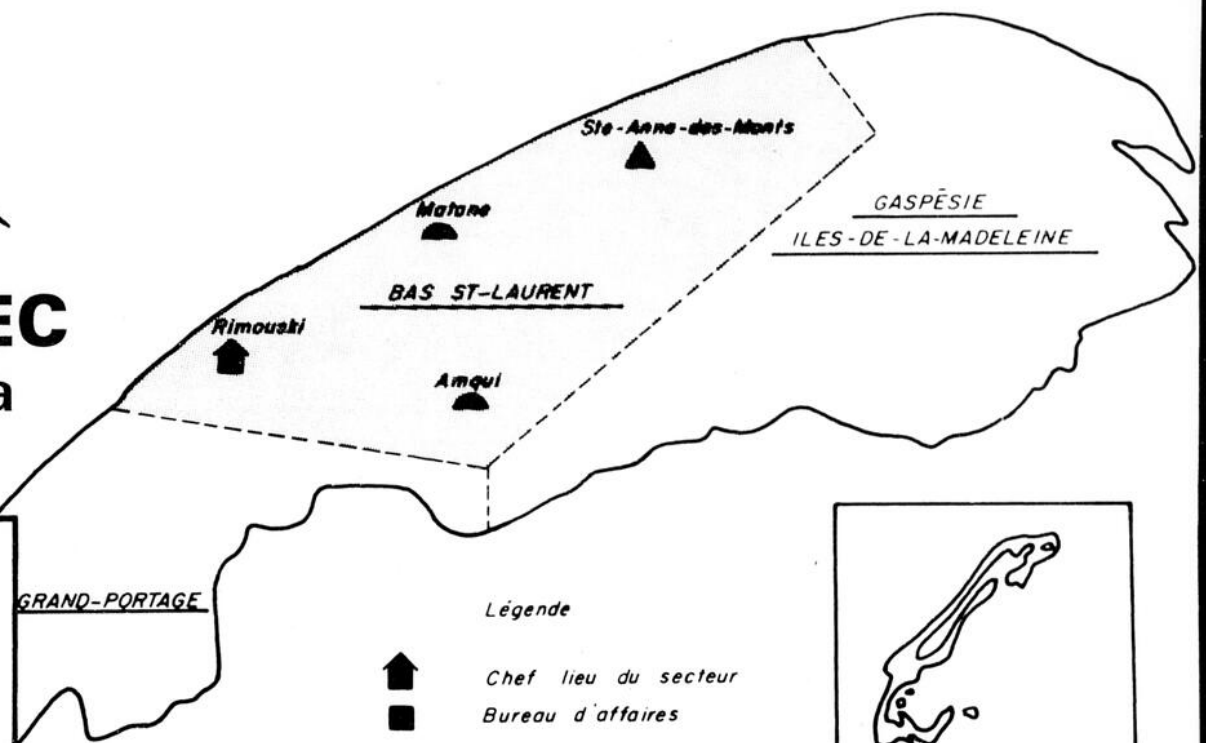 Ste-Anne-des-Monts
Matane
GASPÉSIE
ILES-DE-LA-MADELEINE
BAS ST-LAURENT
EC
Rimouski
a
Amqui
GRAND-PORTAGE
Légende
Chef lieu du secteur
Bureau d'affaires